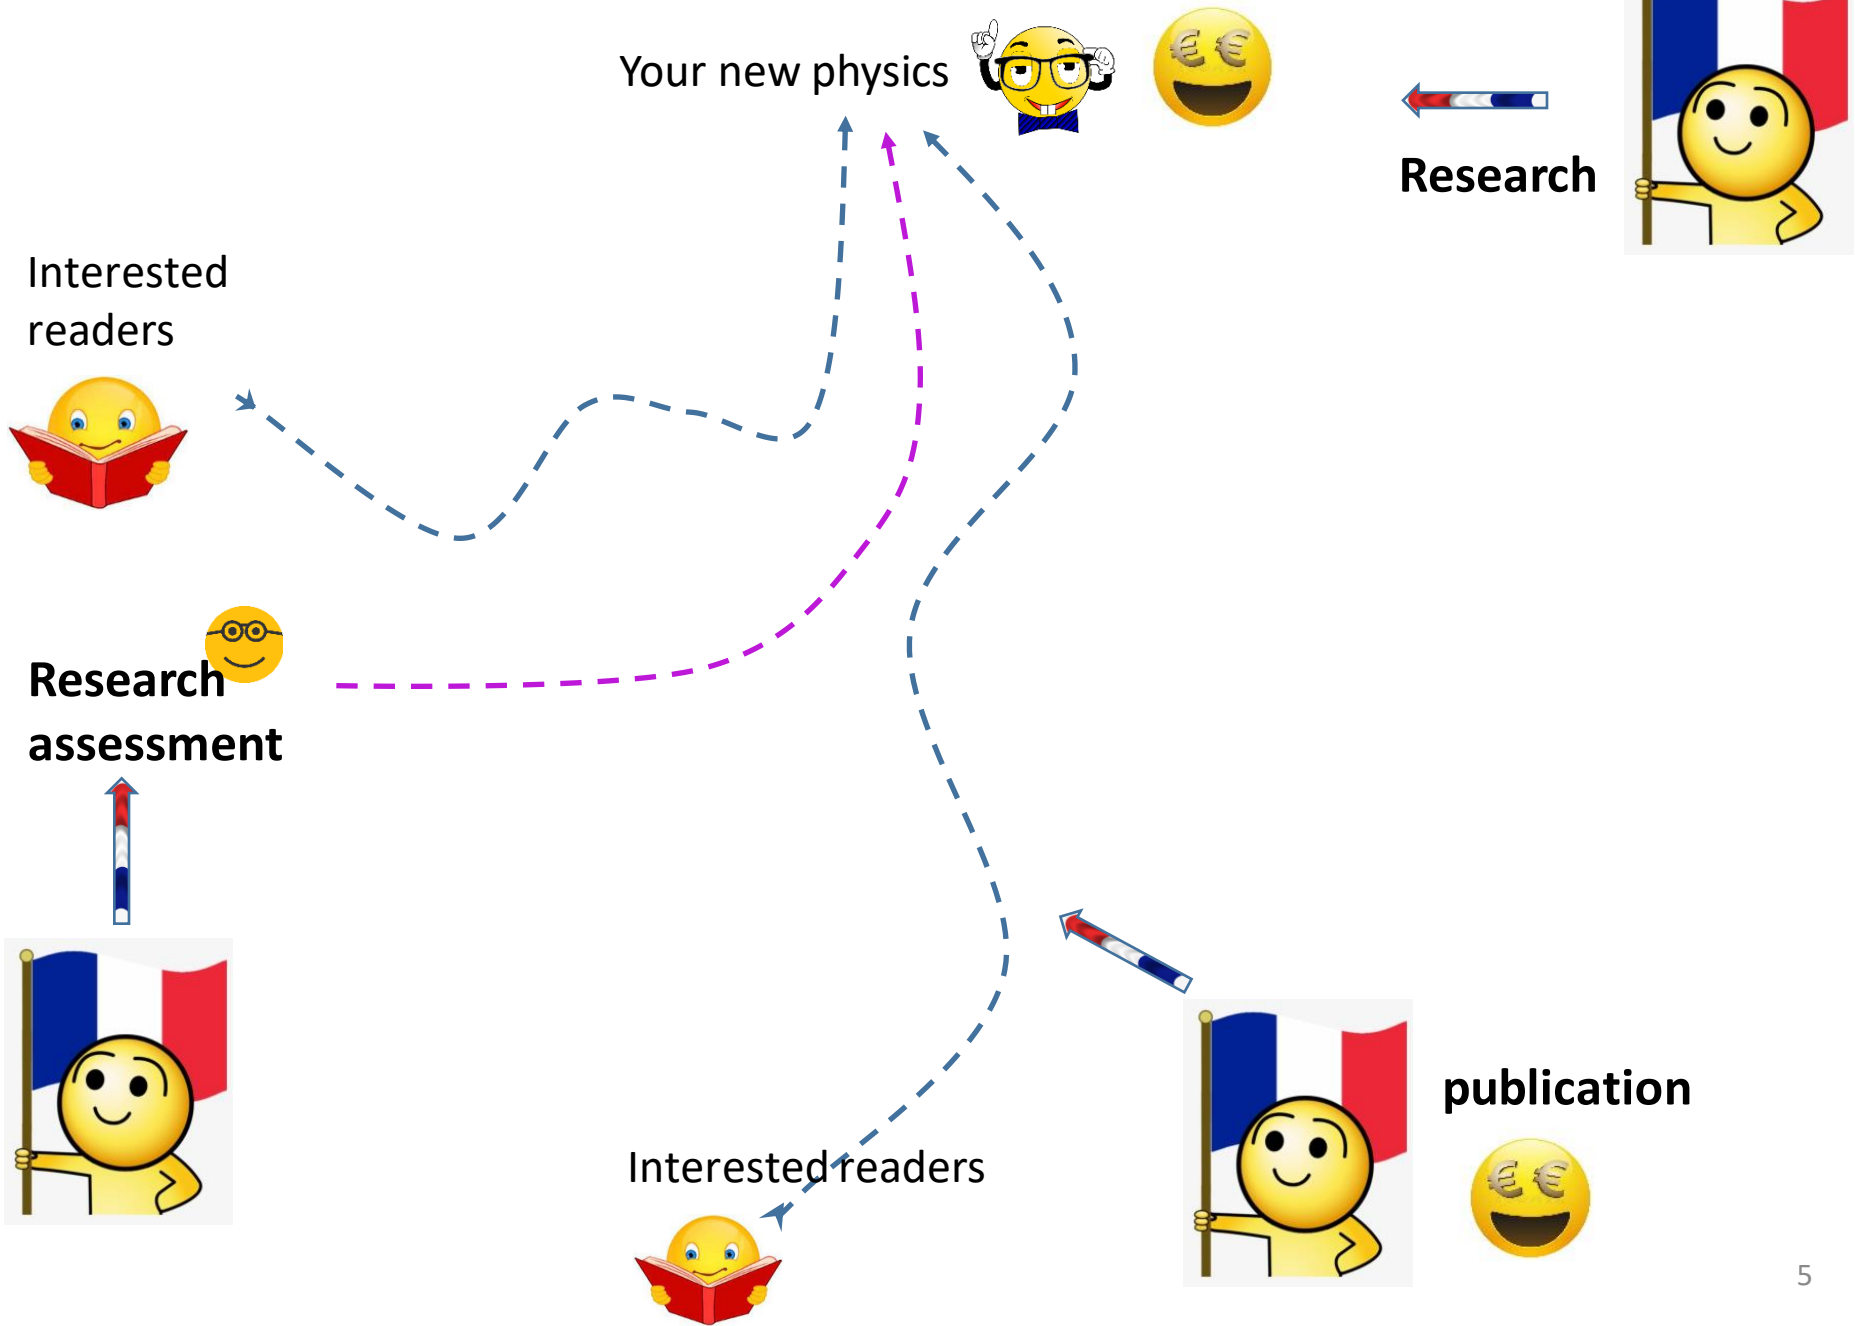 Your new physics
Research
Interested
readers
Research
assessment
publication
Interested readers
5